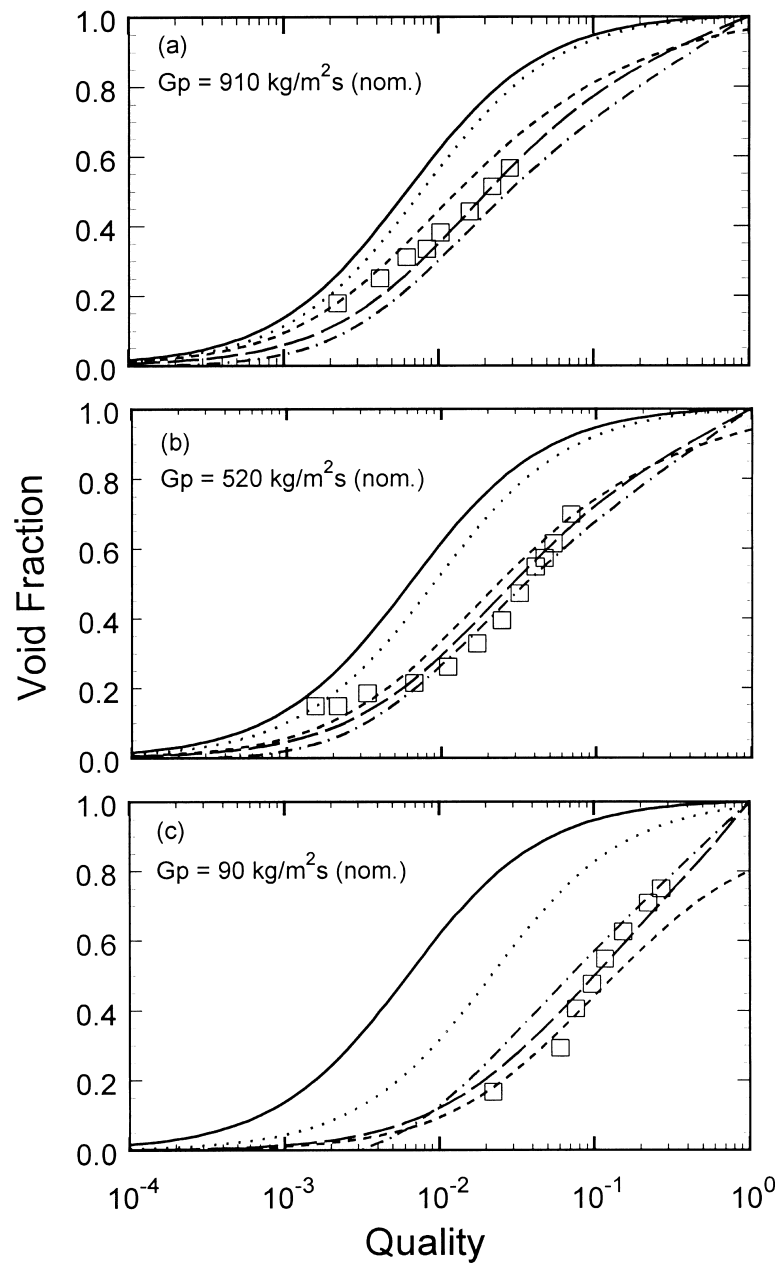 1.0
(a)
Gp = 910 kg/m²s (nom.)
0.8
0.6
0.4
0.2
0.0
1.0
(b)
Gp = 520 kg/m²s (nom.)
0.8
0.6
0.4
0.2
0.0
Void Fraction
1.0
(c)
Gp = 90 kg/m²s (nom.)
0.8
0.6
0.4
0.2
0.0
10⁻⁴ 10⁻³ 10⁻² 10⁻¹ 10⁰
Quality